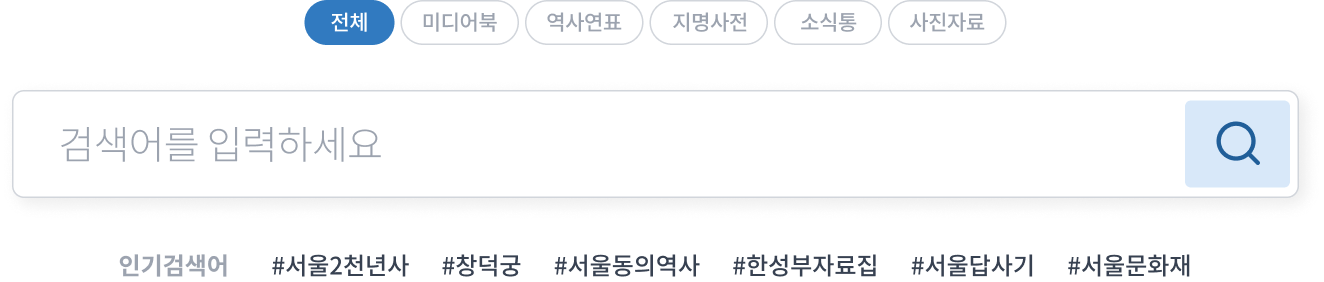 전체 미디어북 역사연표 지명사전 소식통 사진자료
검색어를 입력하세요
인기검색어 #서울2천년사 #창덕궁 #서울동의역사 #한성부자료집 #서울답사기 #서울문화재